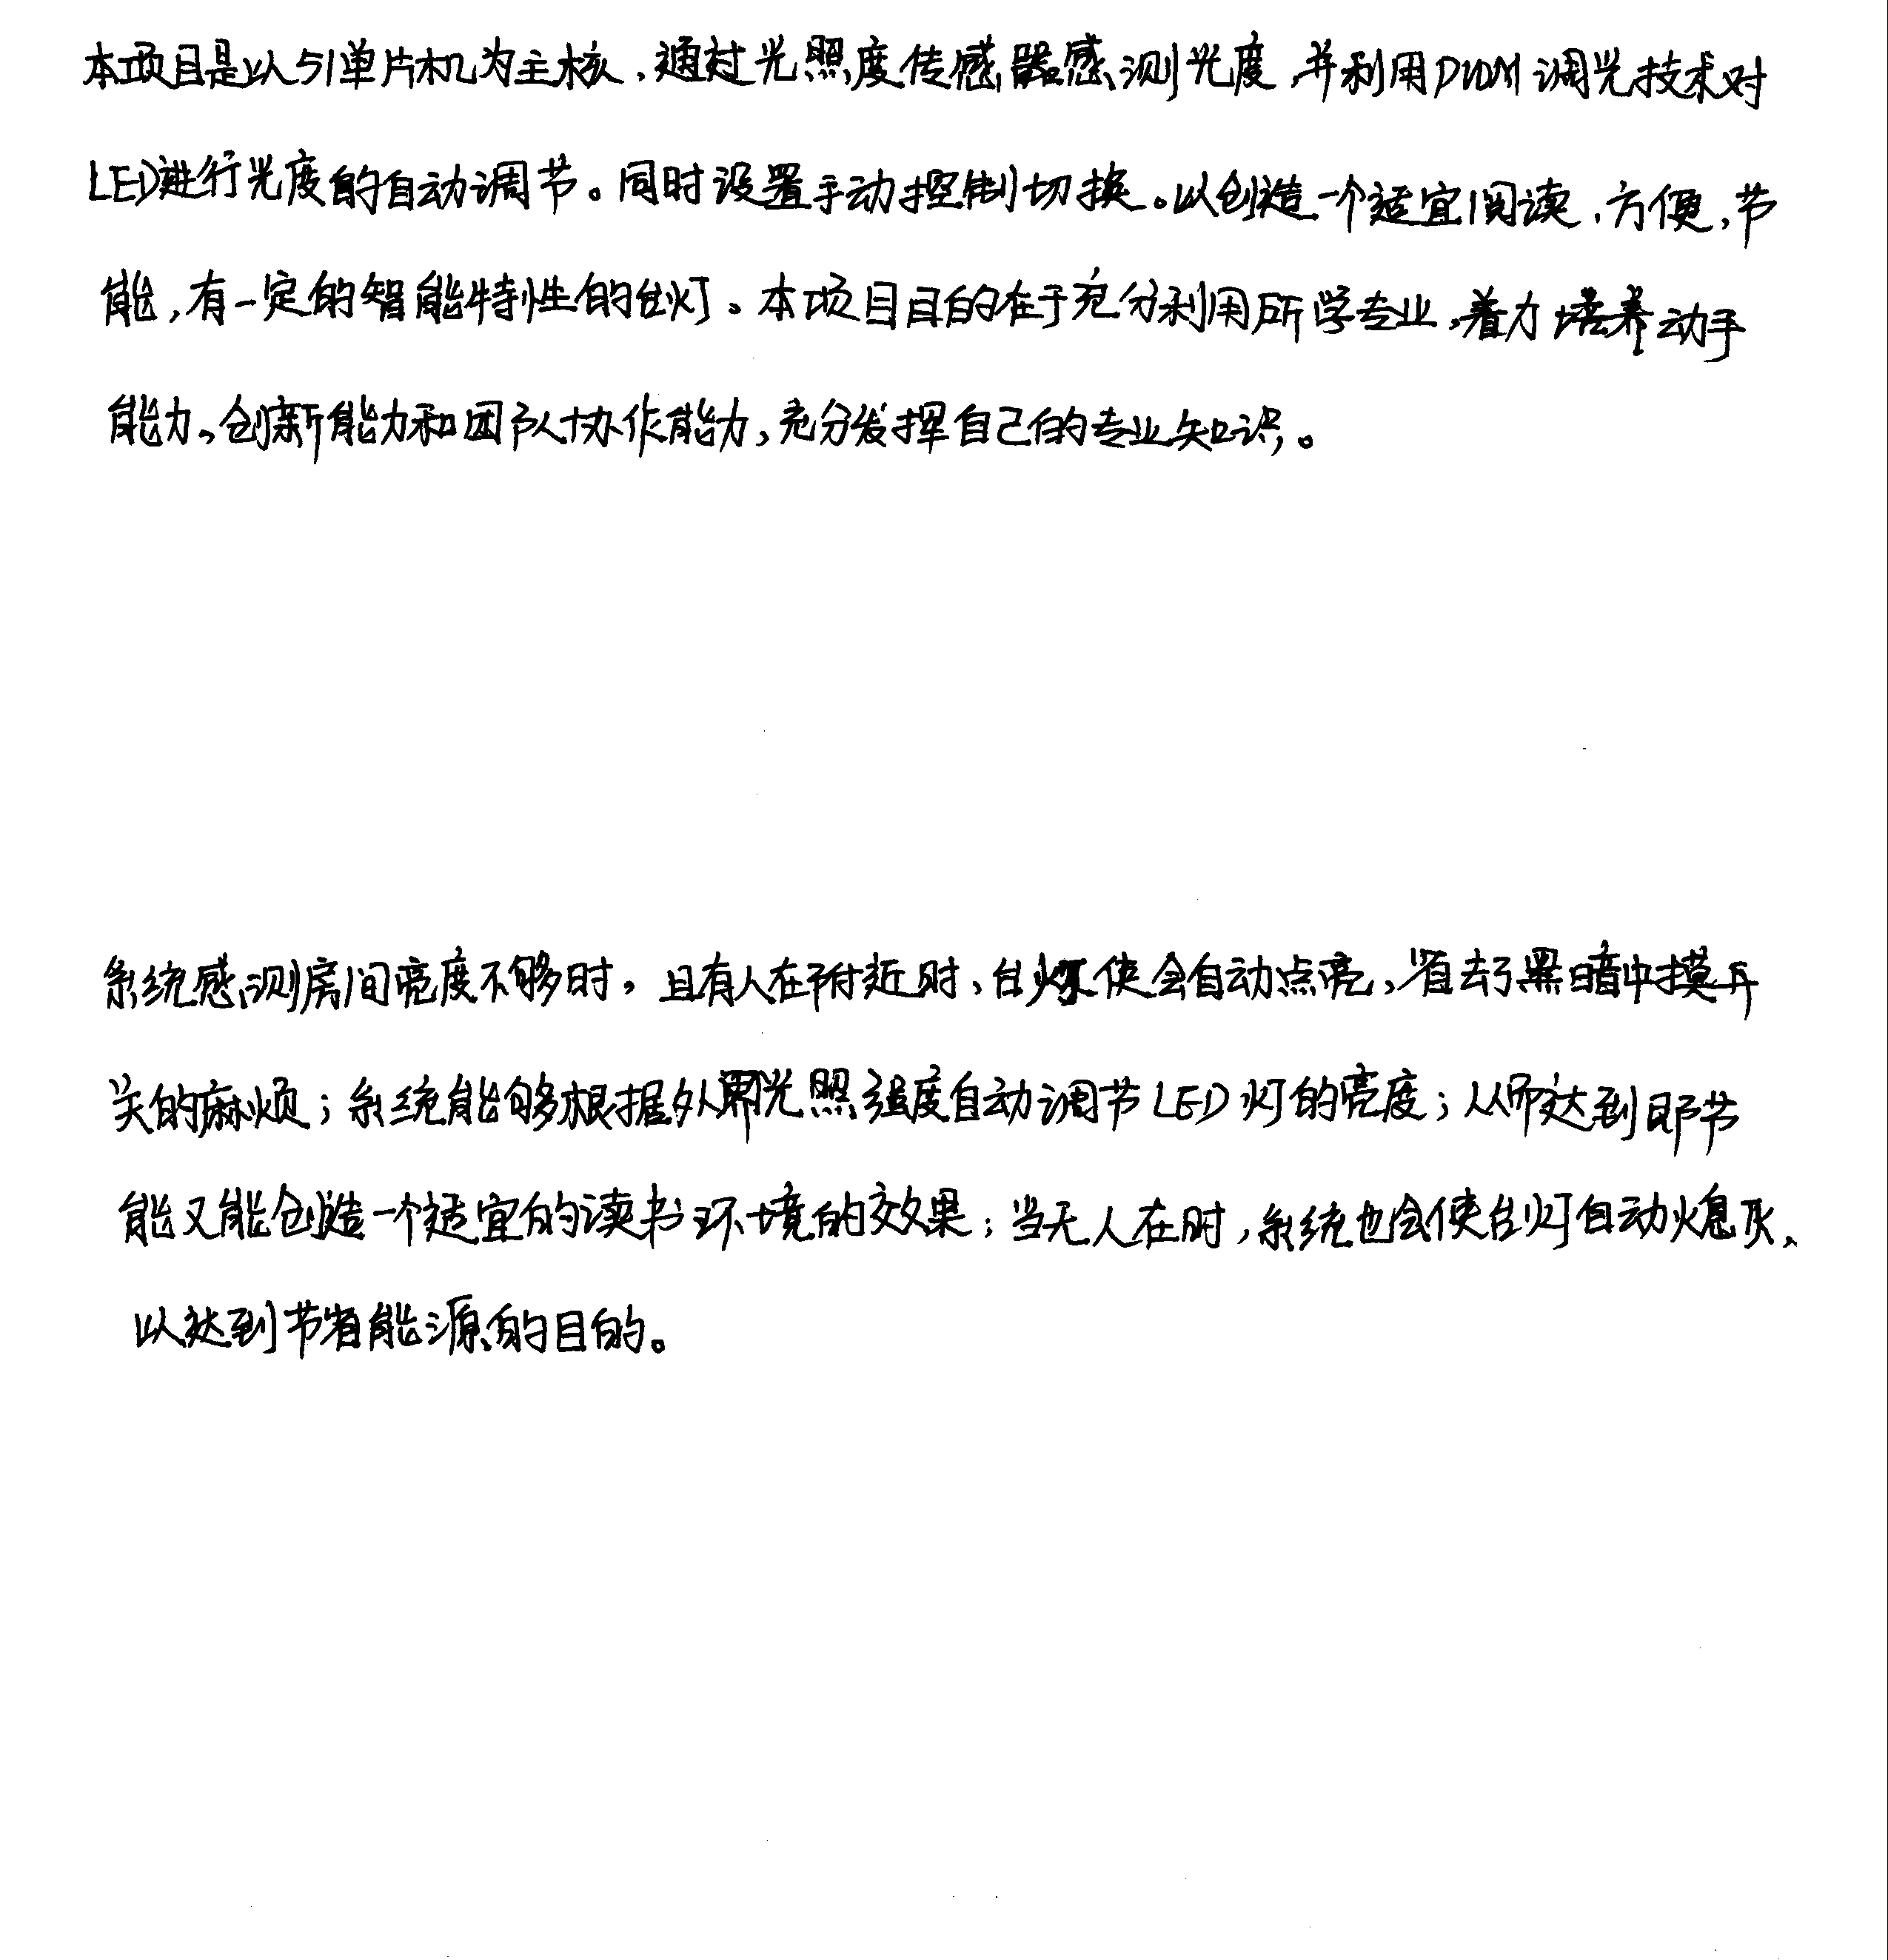 本项目是以51单片机为主核,通过光照度传感器感测光度,并利用PWM调光技术对
LED进行光度的自动调节。同时设置手动控制切换。以创造一个适宜阅读、方便,节
能,有一定的智能特性的台灯。本项目目的在于充分利用所学专业,着力培养动手
能力、创新能力和团队协作能力,充分发挥自己的专业知识。
系统感测房间亮度不够时,且有人在附近时、台灯便会自动点亮,省去了黑暗中摸开
关的麻烦;系统能够根据外界光照强度自动调节LED灯的亮度;从而达到即节
能又能创造一个适宜的读书环境的效果;当无人在时,系统也会使台灯自动熄灭、
以达到节省能源的目的。